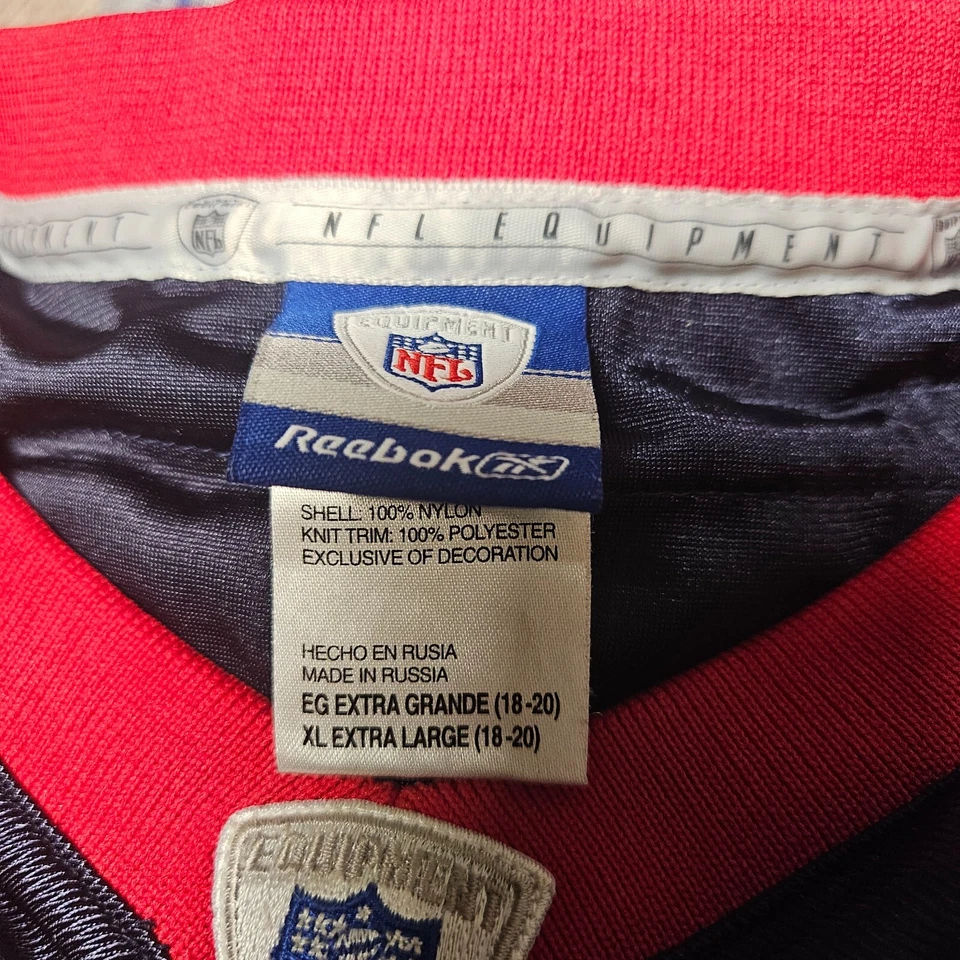 NFL EQUIPMENT
NFL
EQUIPMENT
NFL
Reebok
SHELL: 100% NYLON
KNIT TRIM: 100% POLYESTER
EXCLUSIVE OF DECORATION
HECHO EN RUSIA
MADE IN RUSSIA
EG EXTRA GRANDE (18-20)
XL EXTRA LARGE (18-20)
EQUIPMENT